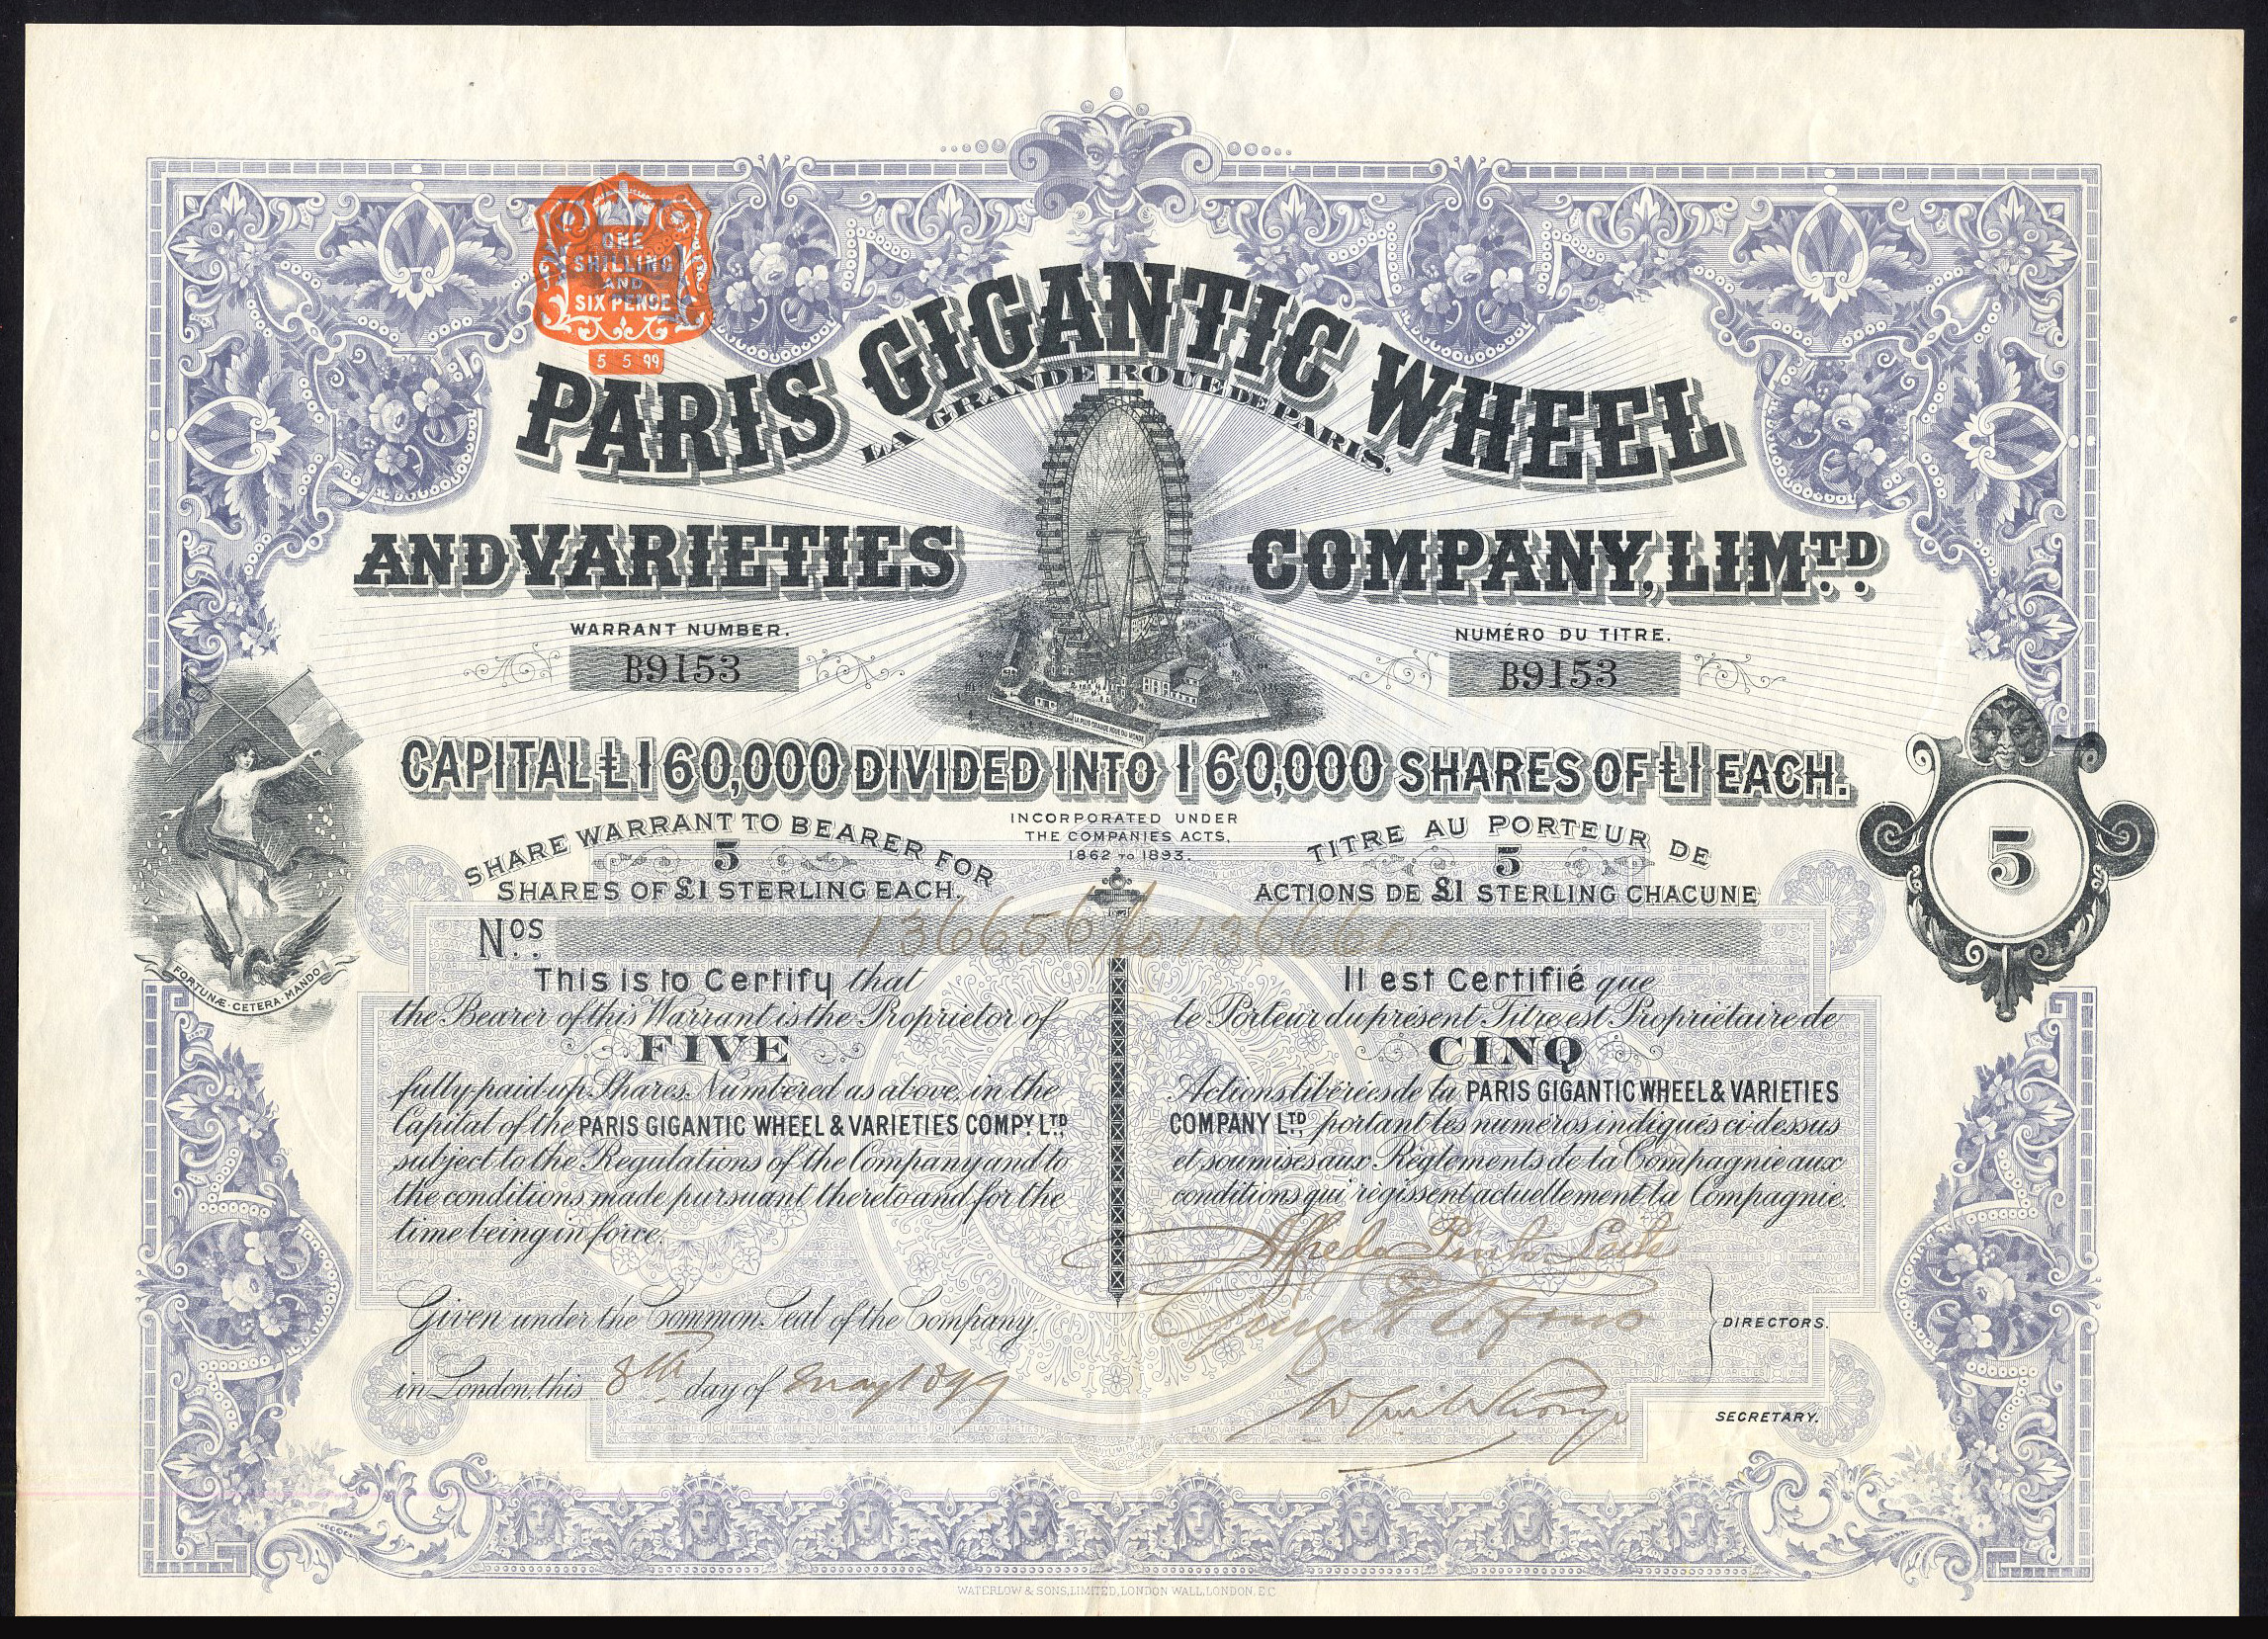 ONE
SHILLING
AND
SIX PENCE
5 5 99
PARIS GIGANTIC WHEEL
LA GRANDE ROUE DE PARIS.
AND VARIETIES COMPANY, LIMTD.
WARRANT NUMBER.
B9153
NUMÉRO DU TITRE.
B9153
CAPITAL £160,000 DIVIDED INTO 160,000 SHARES OF £1 EACH.
INCORPORATED UNDER
THE COMPANIES ACTS,
1862 TO 1893.
SHARE WARRANT TO BEARER FOR
5
SHARES OF £1 STERLING EACH.
TITRE AU PORTEUR DE
5
ACTIONS DE £1 STERLING CHACUNE
5
FORTUNÆ·CETERA·MANDO
Nos. 136656 to 136660
This is to Certify that
the Bearer of this Warrant is the Proprietor of
FIVE
fully paid up Shares Numbered as above, in the
Capital of the PARIS GIGANTIC WHEEL & VARIETIES COMPY. LTD.,
subject to the Regulations of the Company and to
the conditions made pursuant thereto and for the
time being in force.
Il est Certifié que
le Porteur du présent Titre est Propriétaire de
CINQ
Actions libérées de la PARIS GIGANTIC WHEEL & VARIETIES
COMPANY LTD., portant les numéros indiqués ci-dessus
et soumises aux Règlements de la Compagnie aux
conditions qui régissent actuellement la Compagnie.
Given under the Common Seal of the Company,
in London, this 8th day of May 1899
Alfredo Pinto Leite
DIRECTORS.
SECRETARY.
WATERLOW & SONS, LIMITED, LONDON WALL, LONDON, E.C.